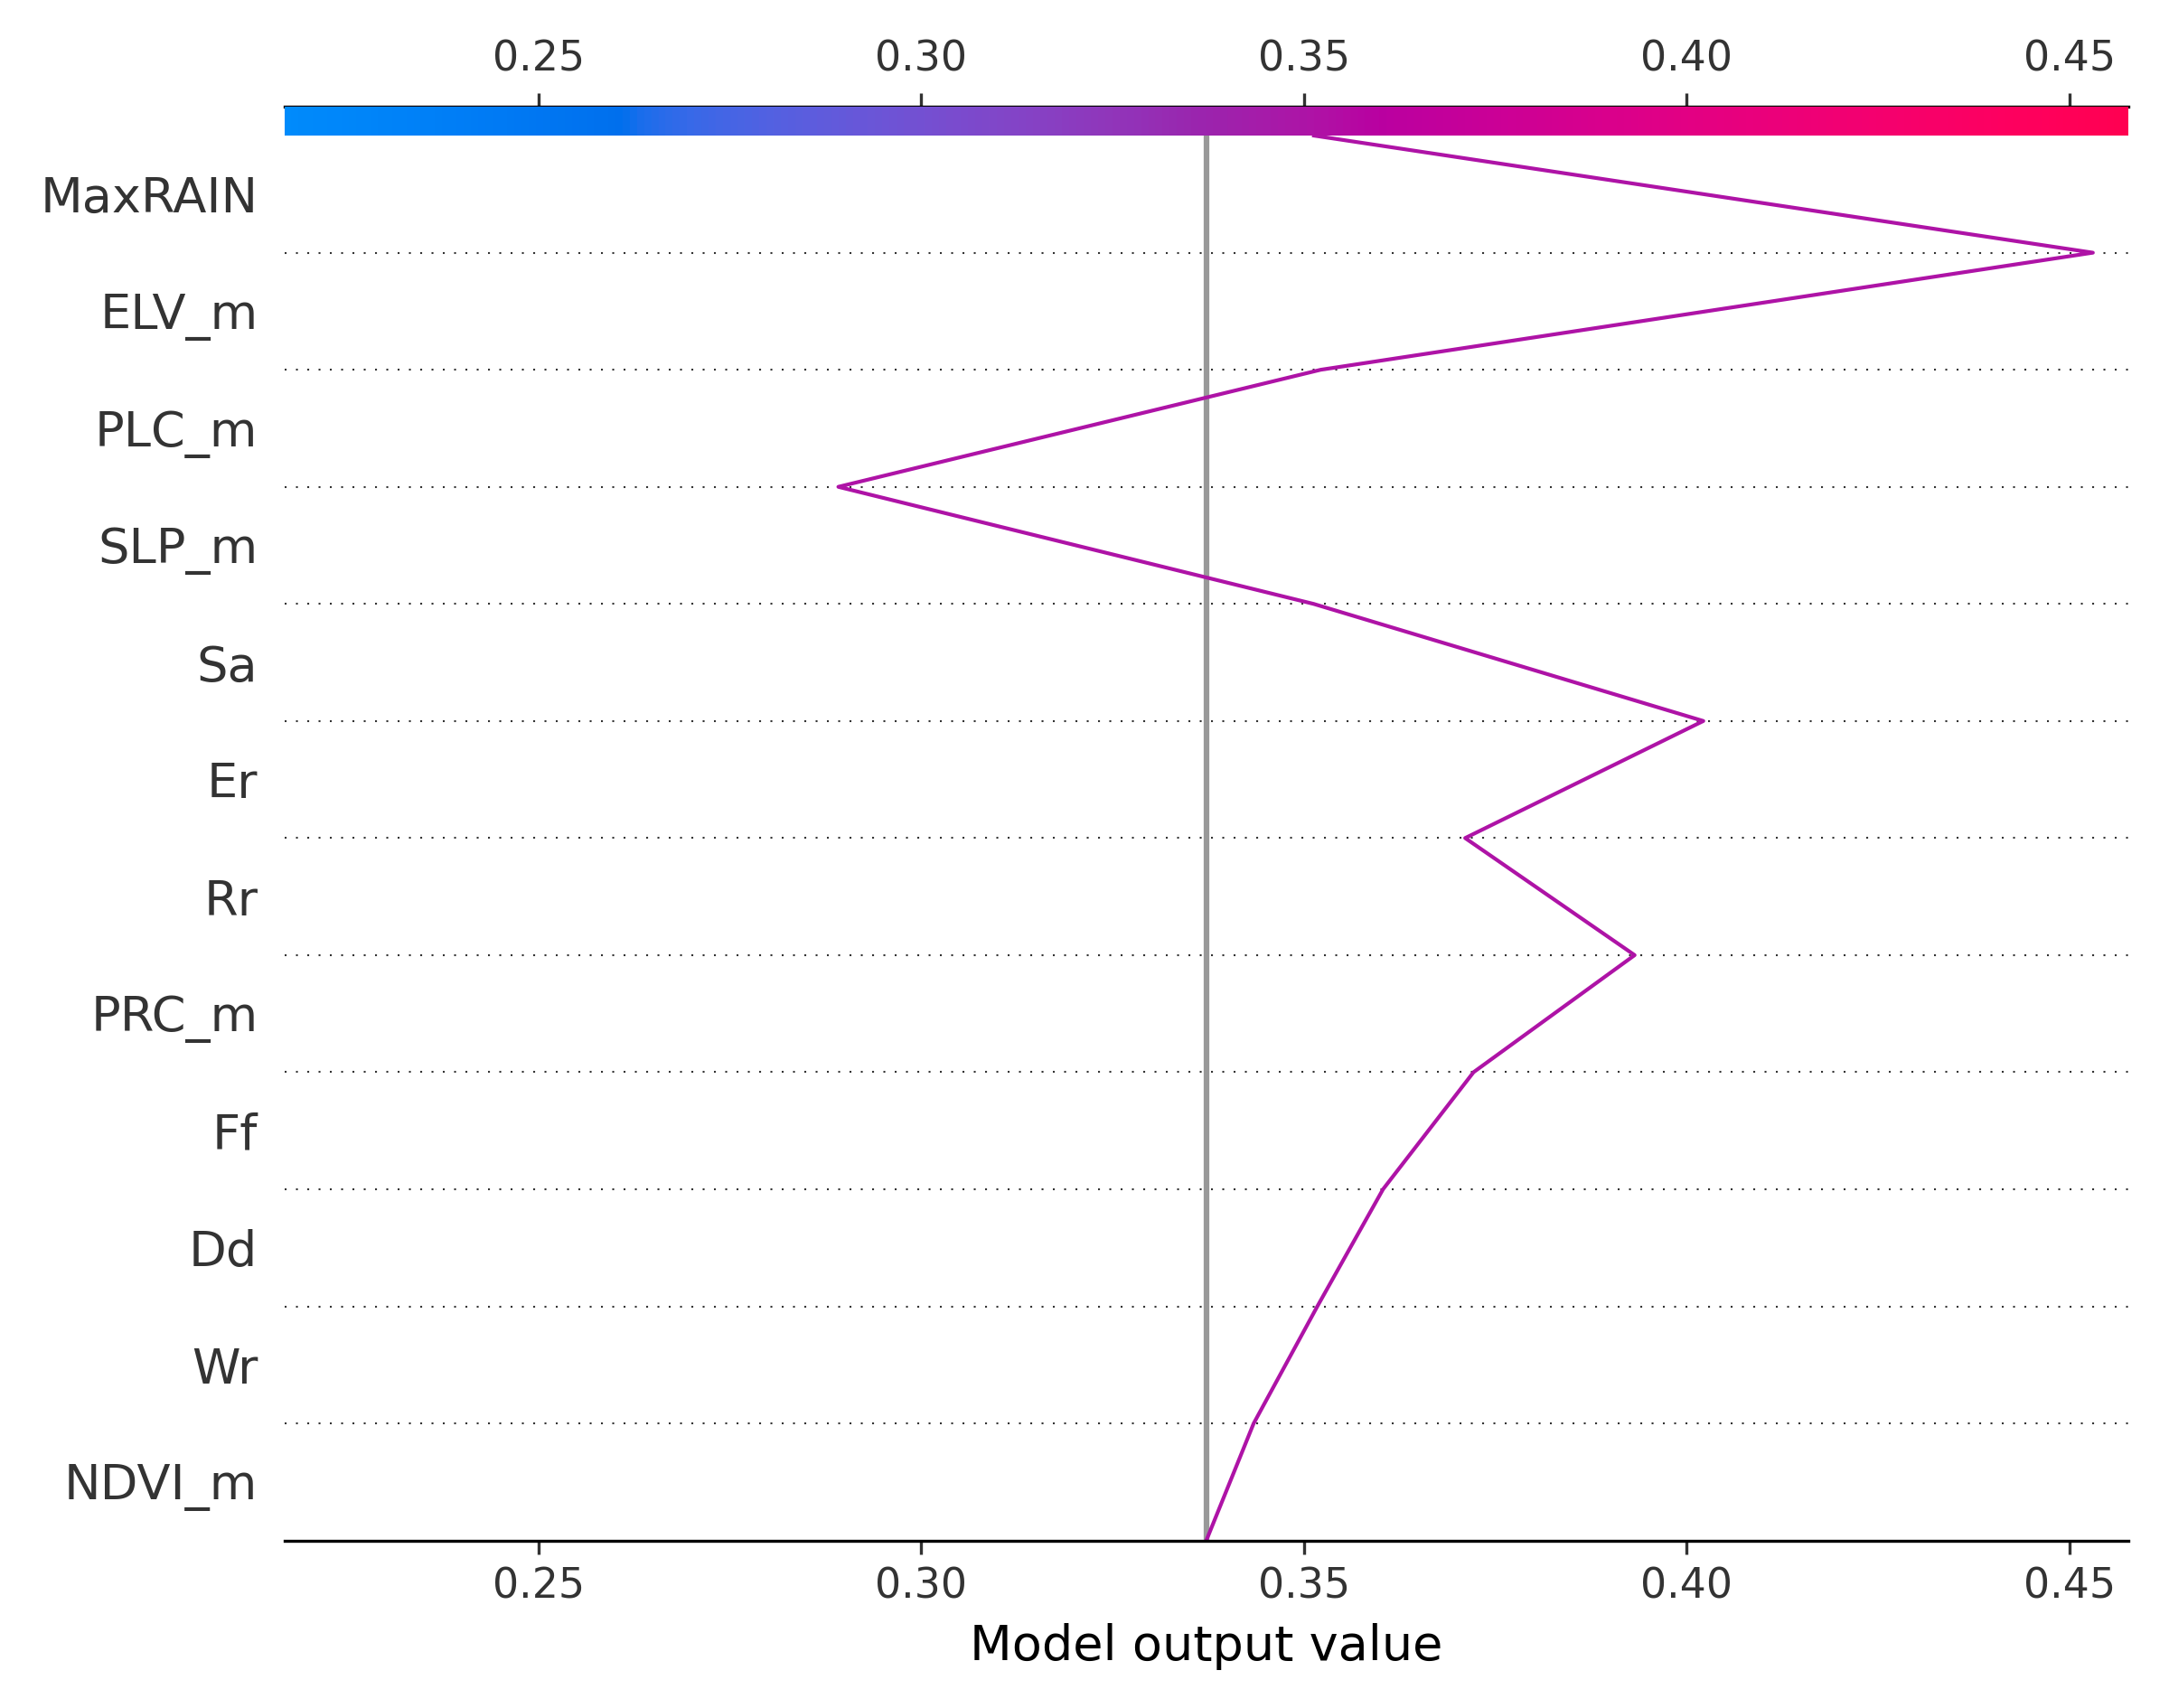 0.25 0.30 0.35 0.40 0.45
MaxRAIN
ELV_m
PLC_m
SLP_m
Sa
Er
Rr
PRC_m
Ff
Dd
Wr
NDVI_m
0.25 0.30 0.35 0.40 0.45
Model output value